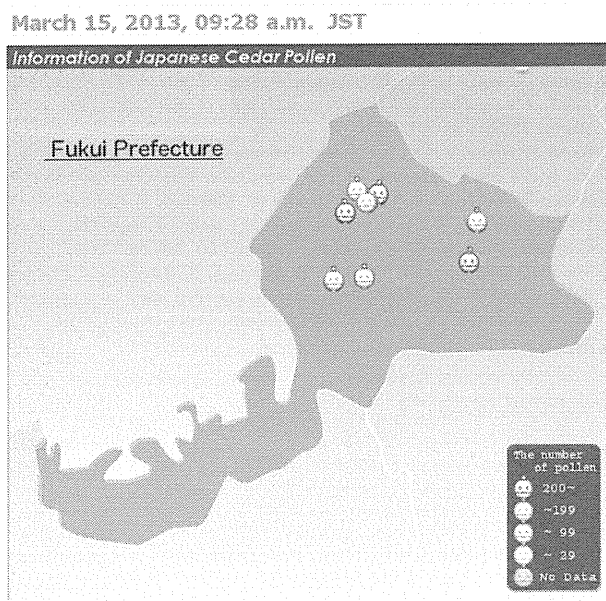 March 15, 2013, 09:28 a.m. JST
Information of Japanese Cedar Pollen
Fukui Prefecture
The number
of pollen
200~
~199
~ 99
~ 29
No Data